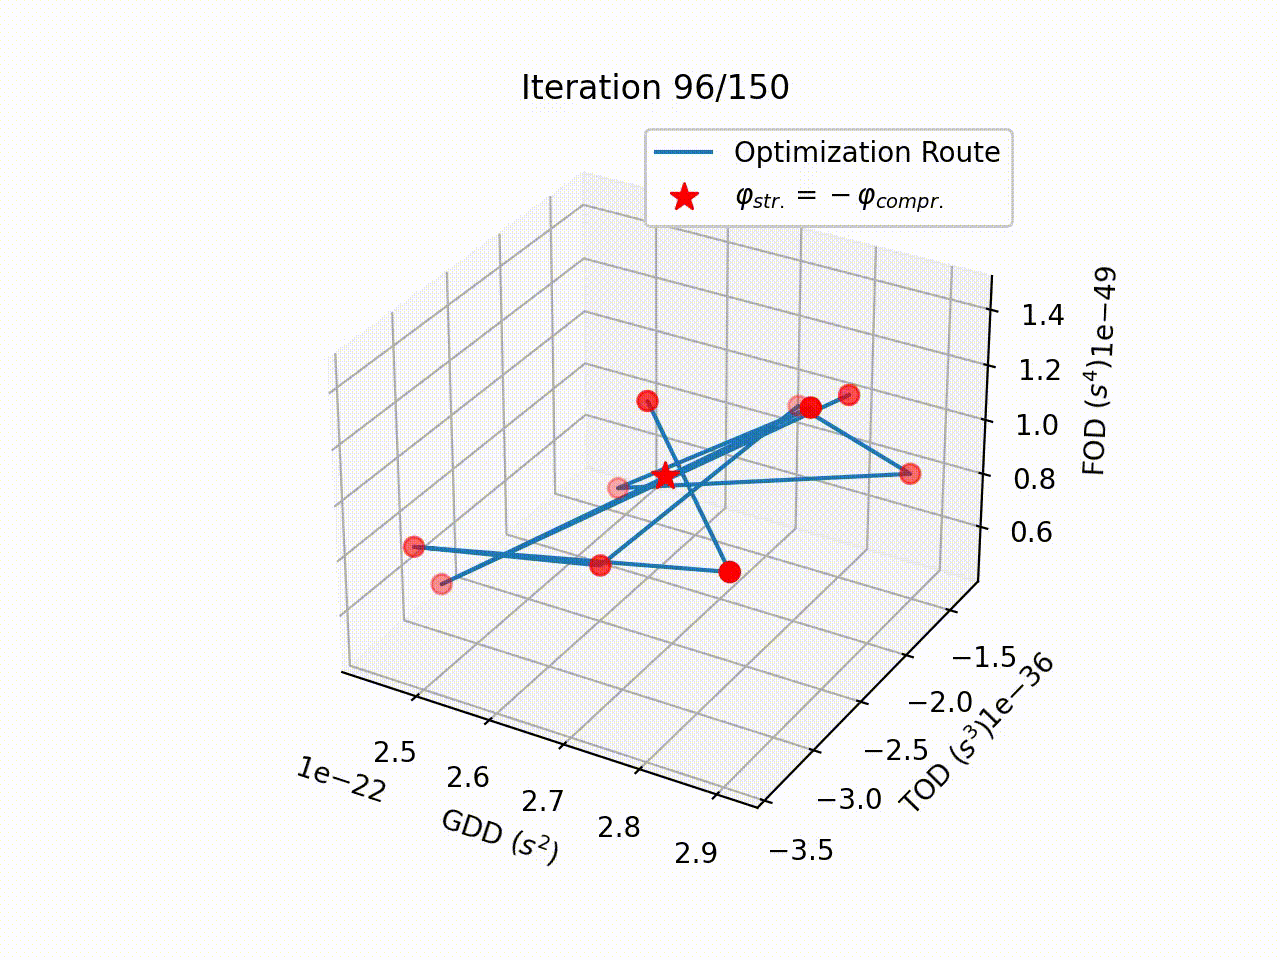 Iteration 96/150
Optimization Route
φstr. = −φcompr.
FOD (s⁴)1e−49
1.4
1.2
1.0
0.8
0.6
−1.5
−2.0
−2.5
−3.0
−3.5
TOD (s³)1e−36
2.5
2.6
2.7
2.8
2.9
1e−22
GDD (s²)